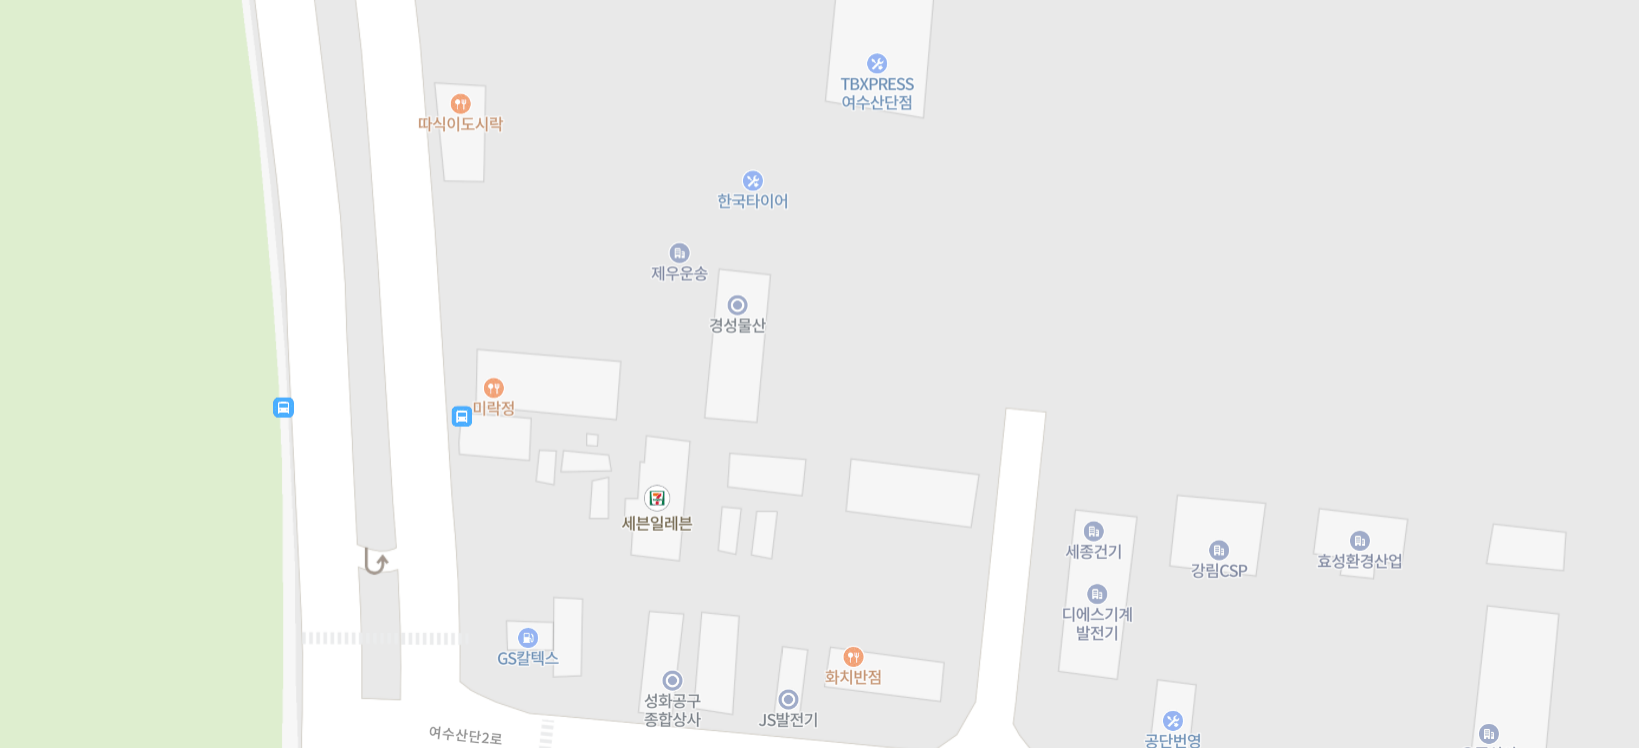 TBXPRESS
여수산단점
따식이도시락
한국타이어
제우운송
경성물산
미락정
7
세븐일레븐
세종건기
강림CSP
효성환경산업
디에스기계
발전기
GS칼텍스
화치반점
성화공구
종합상사
JS발전기
여수산단2로
공단번영